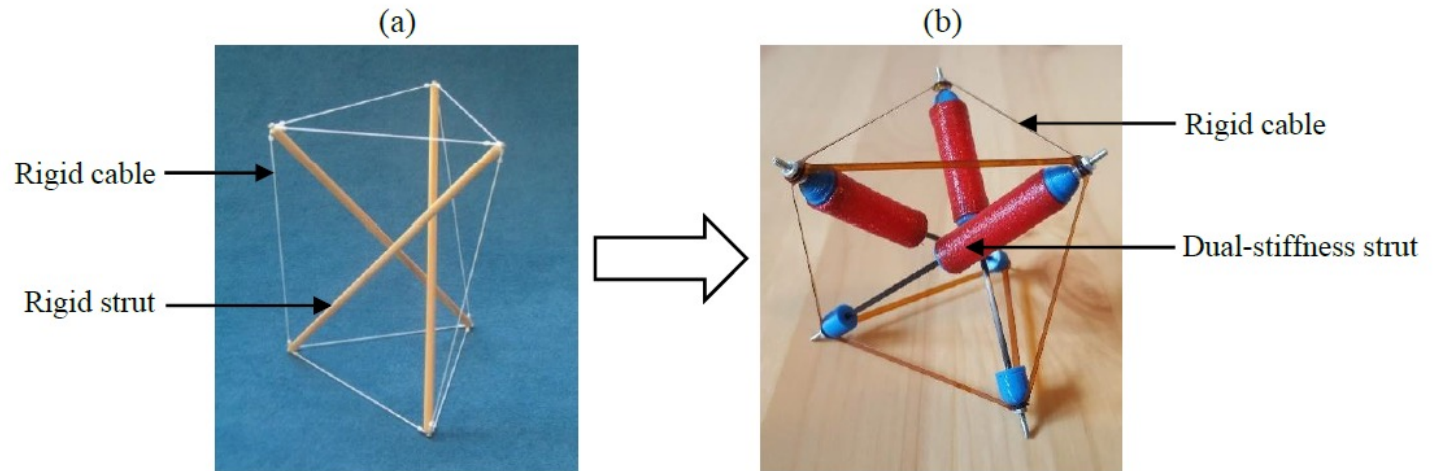 (a)
(b)
Rigid cable
Rigid cable
Rigid strut
Dual-stiffness strut